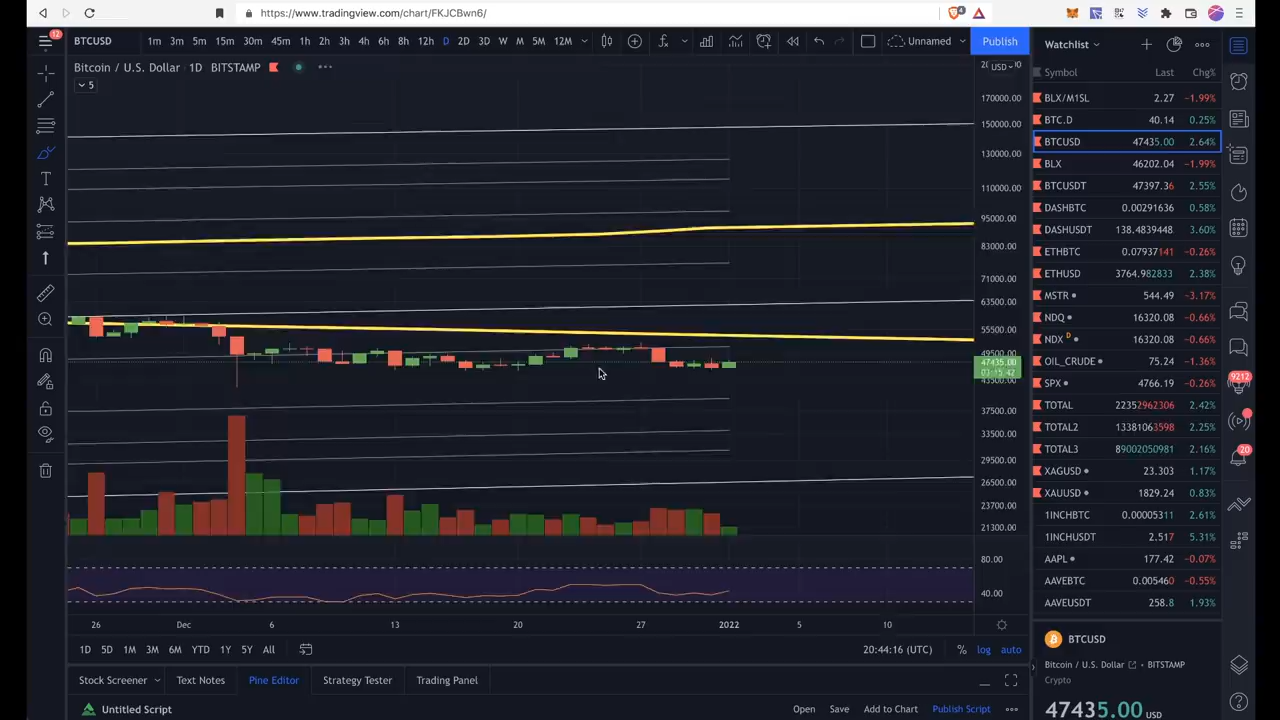 https://www.tradingview.com/chart/FKJCBwn6/
12 BTCUSD 1m 3m 5m 15m 30m 1h 2h 3h 4h 6h 8h 12h D 2D 3D W M 5M 12M Unnamed Publish
Watchlist
Bitcoin / U.S. Dollar 1D BITSTAMP
5
USD
170000.00
150000.00
130000.00
110000.00
95000.00
83000.00
71000.00
63500.00
55500.00
49500.00
47435.00
03:15:42
43500.00
37500.00
33500.00
29500.00
26500.00
23700.00
21300.00
80.00
40.00
26 Dec 6 13 20 27 2022 5 10
1D 5D 1M 3M 6M YTD 1Y 5Y All
20:44:16 (UTC) % log auto
Stock Screener Text Notes Pine Editor Strategy Tester Trading Panel
Untitled Script Open Save Add to Chart Publish Script
Symbol Last Chg%
BLX/M1SL 2.27 −1.99%
BTC.D 40.14 0.25%
BTCUSD 47435.00 2.64%
BLX 46202.04 −1.99%
BTCUSDT 47397.36 2.55%
DASHBTC 0.00291636 0.58%
DASHUSDT 138.4839448 3.60%
ETHBTC 0.07937141 −0.26%
ETHUSD 3764.982833 2.38%
MSTR 544.49 −3.17%
NDQ 16320.08 −0.66%
NDX D 16320.08 −0.66%
OIL_CRUDE 75.24 −1.36%
SPX 4766.19 −0.26%
TOTAL 22352962306 2.42%
TOTAL2 13381063598 2.25%
TOTAL3 89002050981 2.16%
XAGUSD 23.303 1.17%
XAUUSD 1829.24 0.83%
1INCHBTC 0.00005311 2.61%
1INCHUSDT 2.517 5.31%
AAPL 177.42 −0.07%
AAVEBTC 0.005460 −0.55%
AAVEUSDT 258.8 1.93%
BTCUSD
Bitcoin / U.S. Dollar BITSTAMP
Crypto
47435.00 USD
9212
20